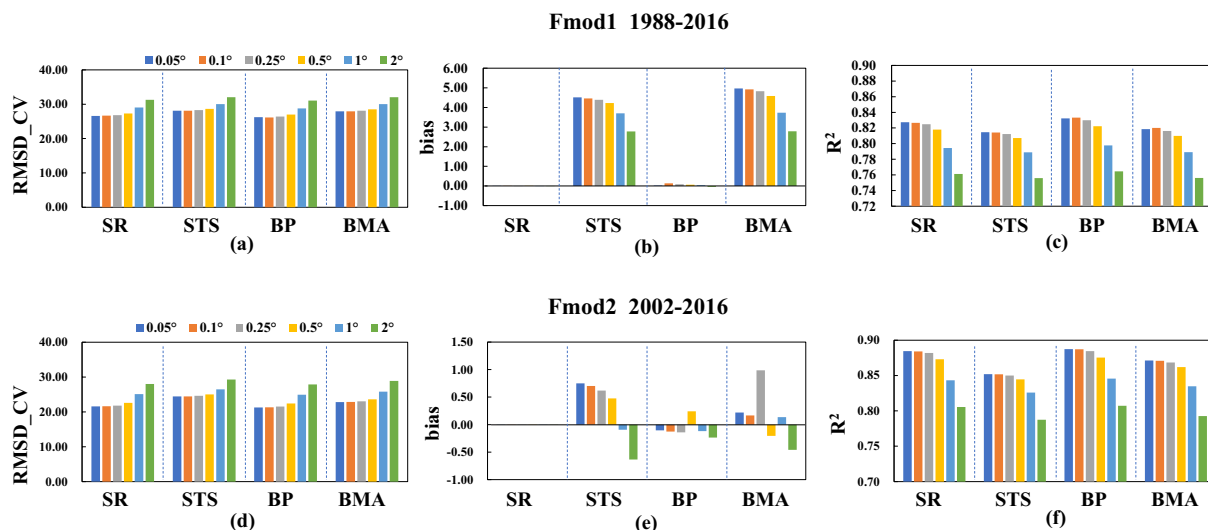 Fmod1 1988-2016
0.05° 0.1° 0.25° 0.5° 1° 2°
RMSD_CV
40.00
30.00
20.00
10.00
0.00
SR STS BP BMA
(a)
bias
6.00
5.00
4.00
3.00
2.00
1.00
0.00
-1.00
SR STS BP BMA
(b)
R²
0.90
0.88
0.86
0.84
0.82
0.80
0.78
0.76
0.74
0.72
SR STS BP BMA
(c)
Fmod2 2002-2016
0.05° 0.1° 0.25° 0.5° 1° 2°
RMSD_CV
40.00
30.00
20.00
10.00
0.00
SR STS BP BMA
(d)
bias
1.50
1.00
0.50
0.00
-0.50
-1.00
SR STS BP BMA
(e)
R²
0.90
0.85
0.80
0.75
0.70
SR STS BP BMA
(f)